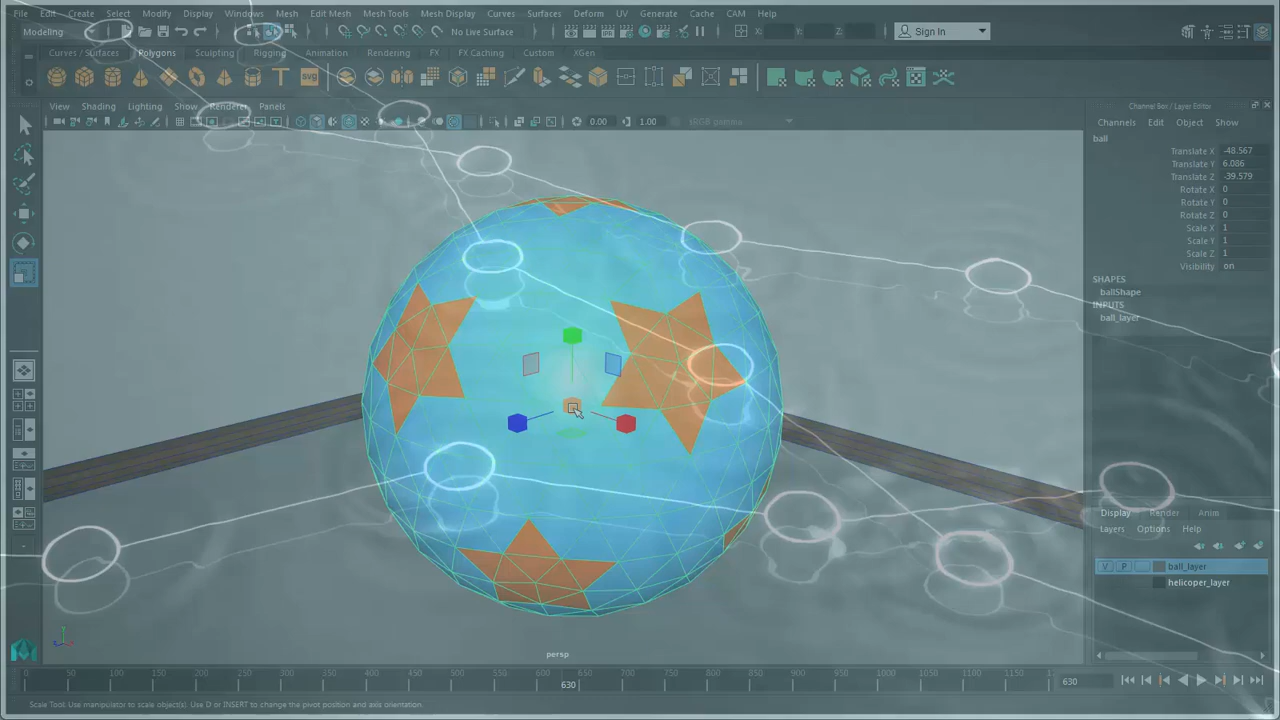 File Edit Create Select Modify Display Windows Mesh Edit Mesh Mesh Tools Mesh Display Curves Surfaces Deform UV Generate Cache CAM Help
Modeling No Live Surface X: Y: Z: Sign In
Curves / Surfaces Polygons Sculpting Rigging Animation Rendering FX FX Caching Custom XGen
T SVG
View Shading Lighting Show Renderer Panels
0.00 1.00 sRGB gamma
Channel Box / Layer Editor
Channels Edit Object Show
ball
Translate X -48.567
Translate Y 6.086
Translate Z -39.579
Rotate X 0
Rotate Y 0
Rotate Z 0
Scale X 1
Scale Y 1
Scale Z 1
Visibility on
SHAPES
ballShape
INPUTS
ball_layer
Display Render Anim
Layers Options Help
V P ball_layer
helicoper_layer
persp
0 50 100 150 200 250 300 350 400 450 500 550 600 650 700 750 800 850 900 950 1000 1050 1100 1150
630 630
Scale Tool: Use manipulator to scale object(s). Use D or INSERT to change the pivot position and axis orientation.